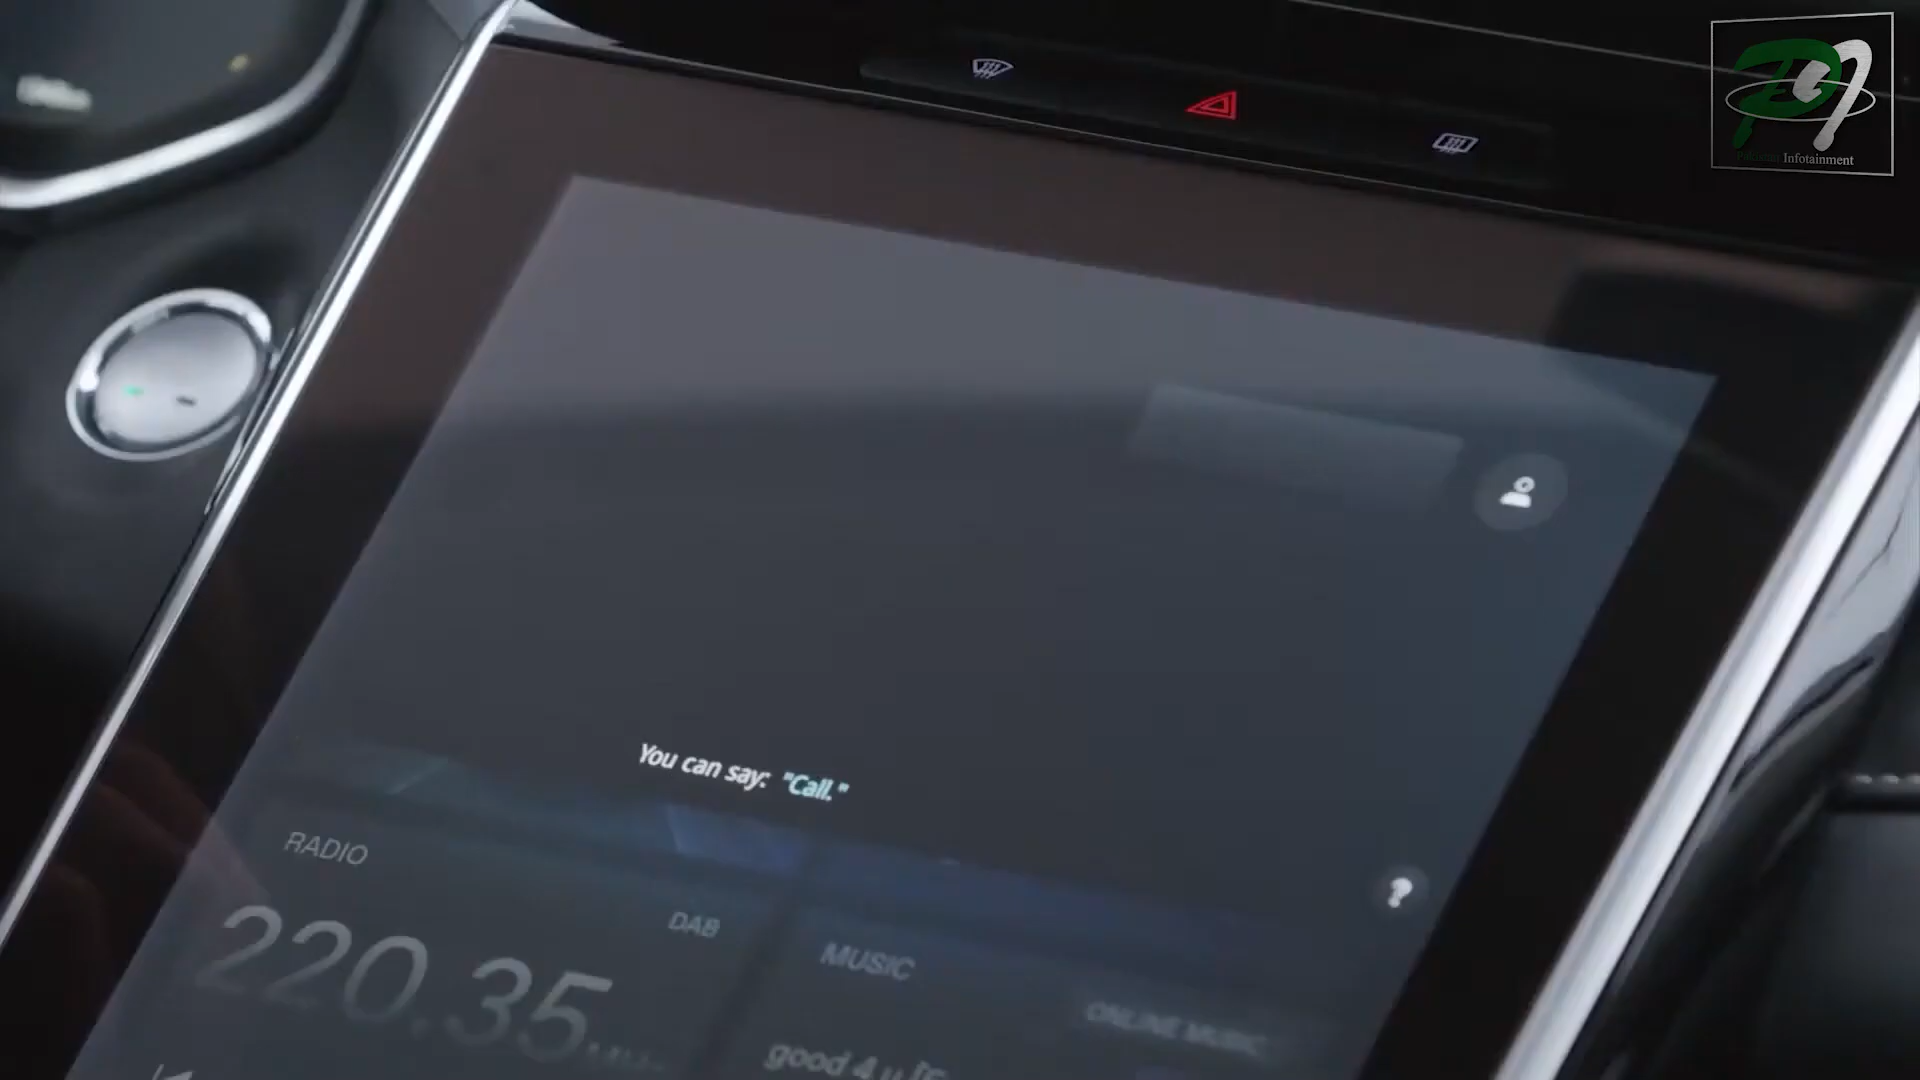 Pakistan Infotainment
You can say: "Call."
RADIO
DAB
220.35
MUSIC
ONLINE MUSIC
good 4 u